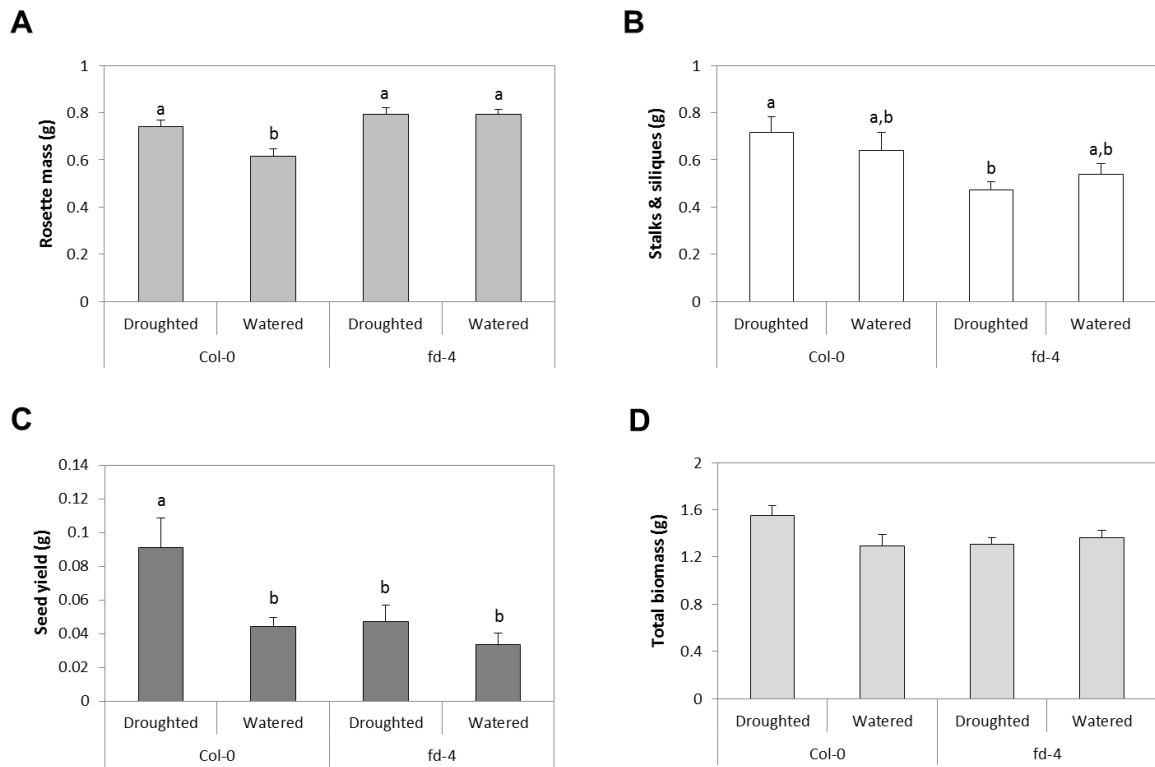 A
Rosette mass (g)
1
0.8
0.6
0.4
0.2
0
a
b
a
a
Droughted Watered Droughted Watered
Col-0 fd-4
B
Stalks & siliques (g)
1
0.8
0.6
0.4
0.2
0
a
a,b
b
a,b
Droughted Watered Droughted Watered
Col-0 fd-4
C
Seed yield (g)
0.14
0.12
0.1
0.08
0.06
0.04
0.02
0
a
b
b
b
Droughted Watered Droughted Watered
Col-0 fd-4
D
Total biomass (g)
2
1.6
1.2
0.8
0.4
0
Droughted Watered Droughted Watered
Col-0 fd-4